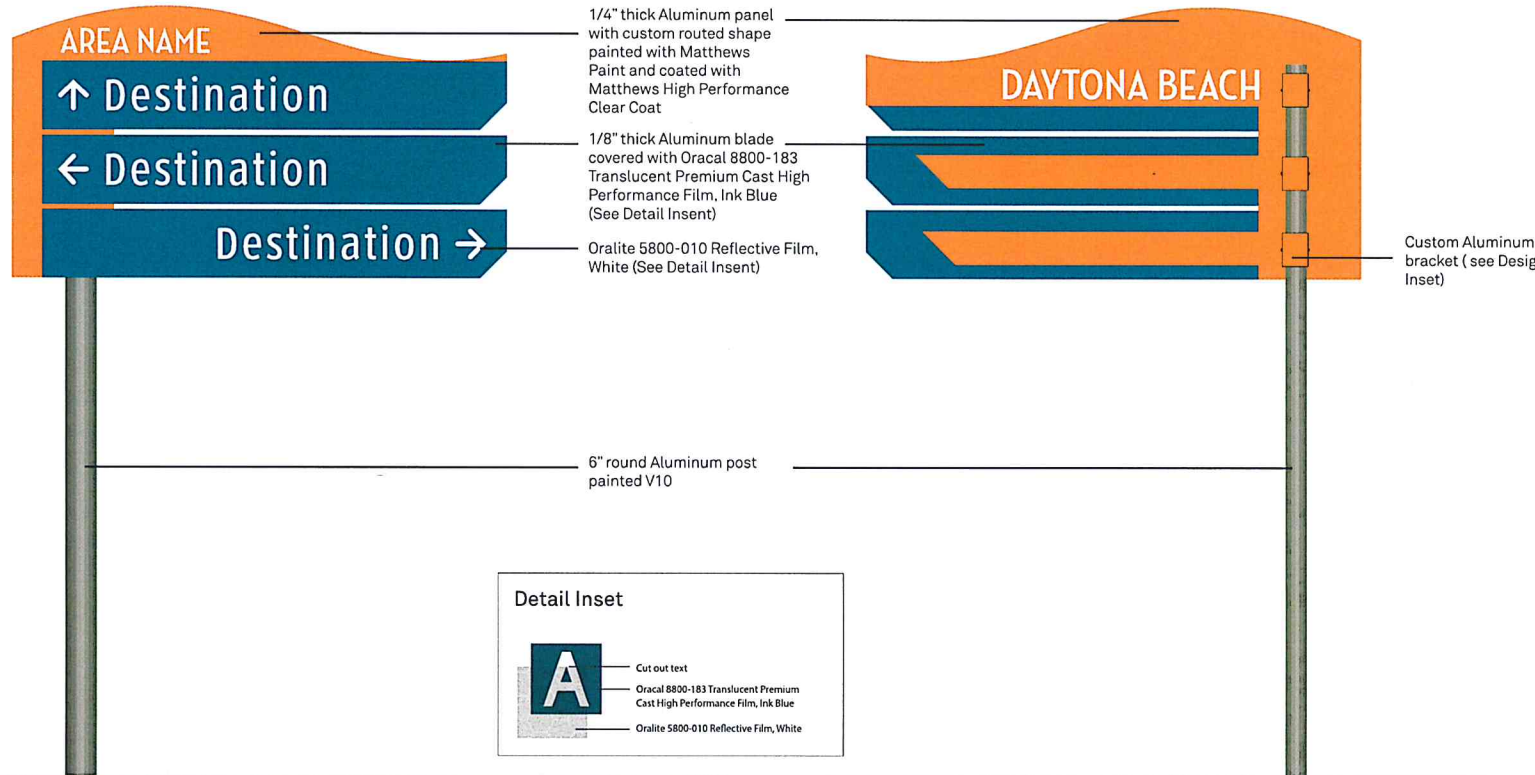 AREA NAME
↑ Destination
← Destination
Destination →
1/4" thick Aluminum panel
with custom routed shape
painted with Matthews
Paint and coated with
Matthews High Performance
Clear Coat
1/8" thick Aluminum blade
covered with Oracal 8800-183
Translucent Premium Cast High
Performance Film, Ink Blue
(See Detail Insent)
Oralite 5800-010 Reflective Film,
White (See Detail Insent)
6" round Aluminum post
painted V10
DAYTONA BEACH
Custom Aluminum
bracket ( see Desig
Inset)
Detail Inset
A
Cut out text
Oracal 8800-183 Translucent Premium
Cast High Performance Film, Ink Blue
Oralite 5800-010 Reflective Film, White